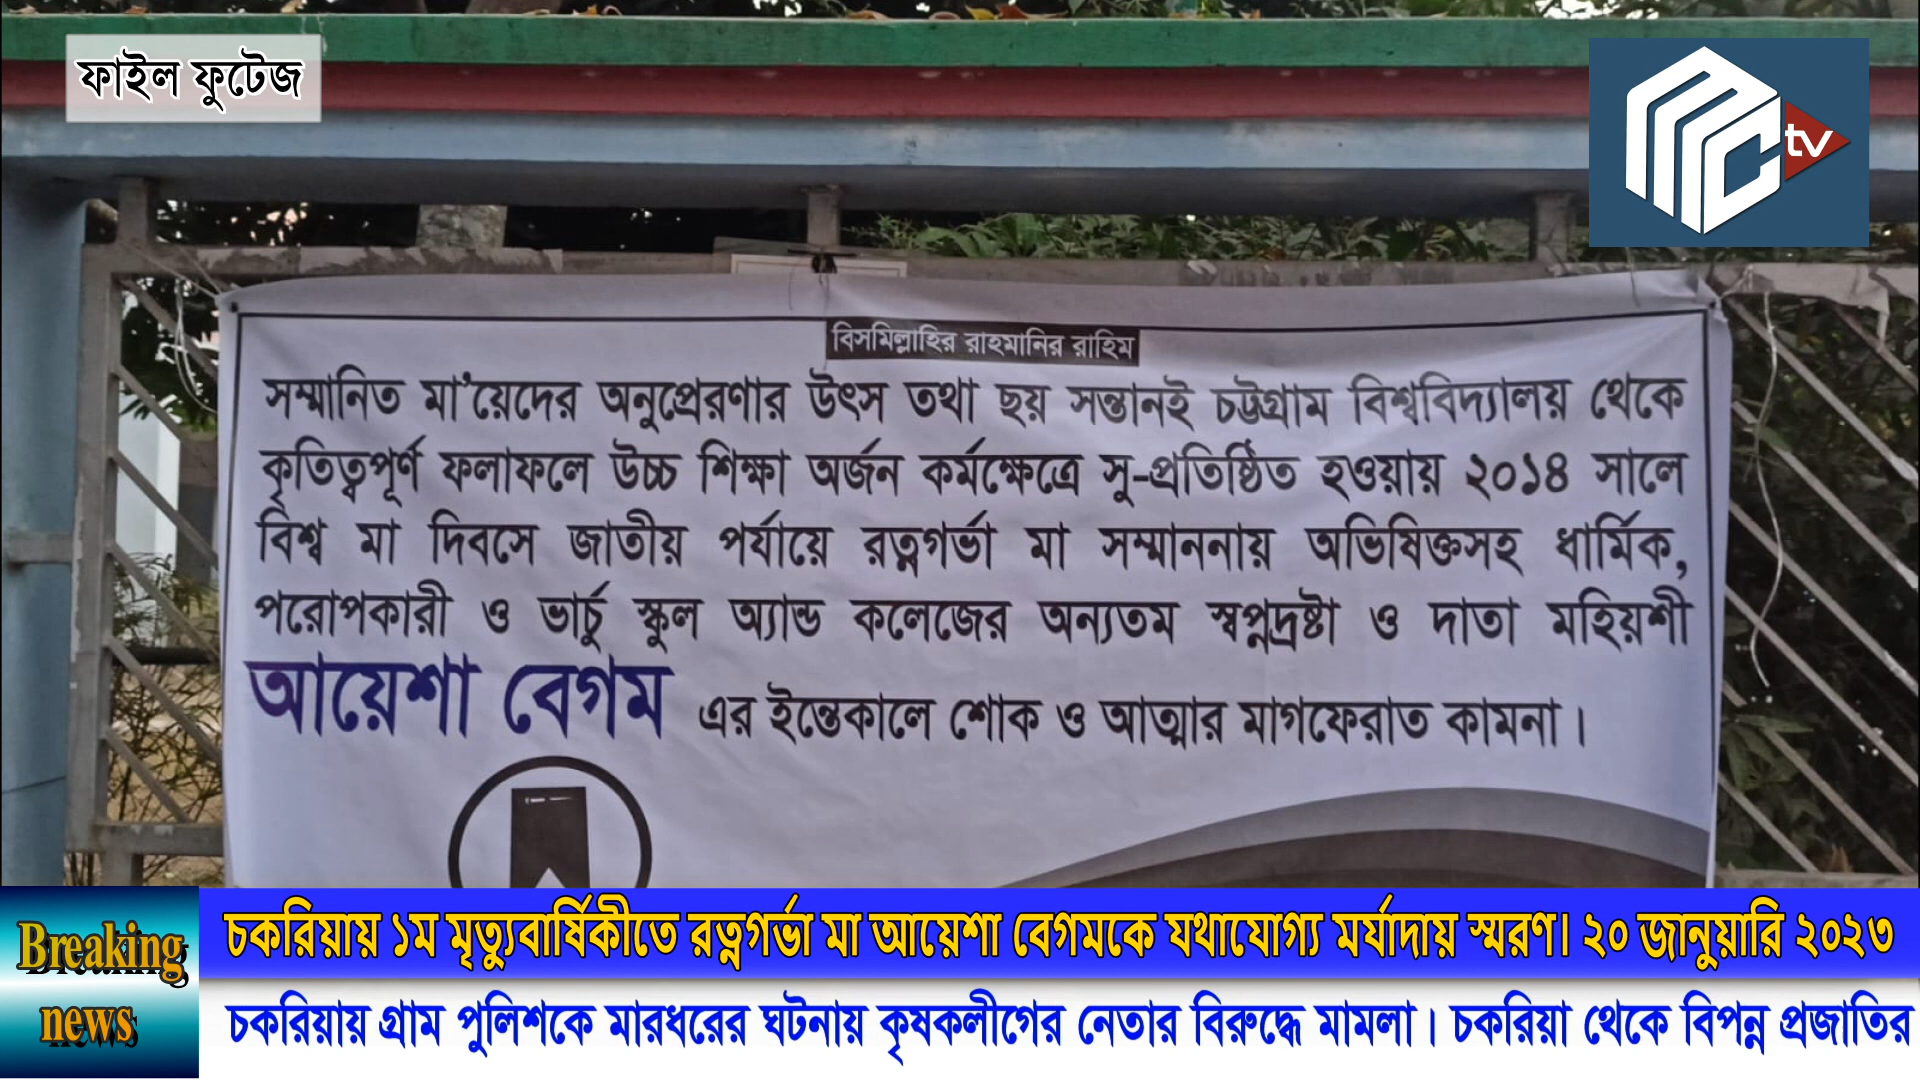 ফাইল ফুটেজ
MC tv
বিসমিল্লাহির রাহমানির রাহিম
সম্মানিত মা’য়েদের অনুপ্রেরণার উৎস তথা ছয় সন্তানই চট্টগ্রাম বিশ্ববিদ্যালয় থেকে
কৃতিত্বপূর্ণ ফলাফলে উচ্চ শিক্ষা অর্জন কর্মক্ষেত্রে সু-প্রতিষ্ঠিত হওয়ায় ২০১৪ সালে
বিশ্ব মা দিবসে জাতীয় পর্যায়ে রত্নগর্ভা মা সম্মাননায় অভিষিক্তসহ ধার্মিক,
পরোপকারী ও ভার্চু স্কুল অ্যান্ড কলেজের অন্যতম স্বপ্নদ্রষ্টা ও দাতা মহিয়শী
আয়েশা বেগম এর ইন্তেকালে শোক ও আত্মার মাগফেরাত কামনা।
Breaking news
চকরিয়ায় ১ম মৃত্যুবার্ষিকীতে রত্নগর্ভা মা আয়েশা বেগমকে যথাযোগ্য মর্যাদায় স্মরণ। ২০ জানুয়ারি ২০২৩
চকরিয়ায় গ্রাম পুলিশকে মারধরের ঘটনায় কৃষকলীগের নেতার বিরুদ্ধে মামলা। চকরিয়া থেকে বিপন্ন প্রজাতির